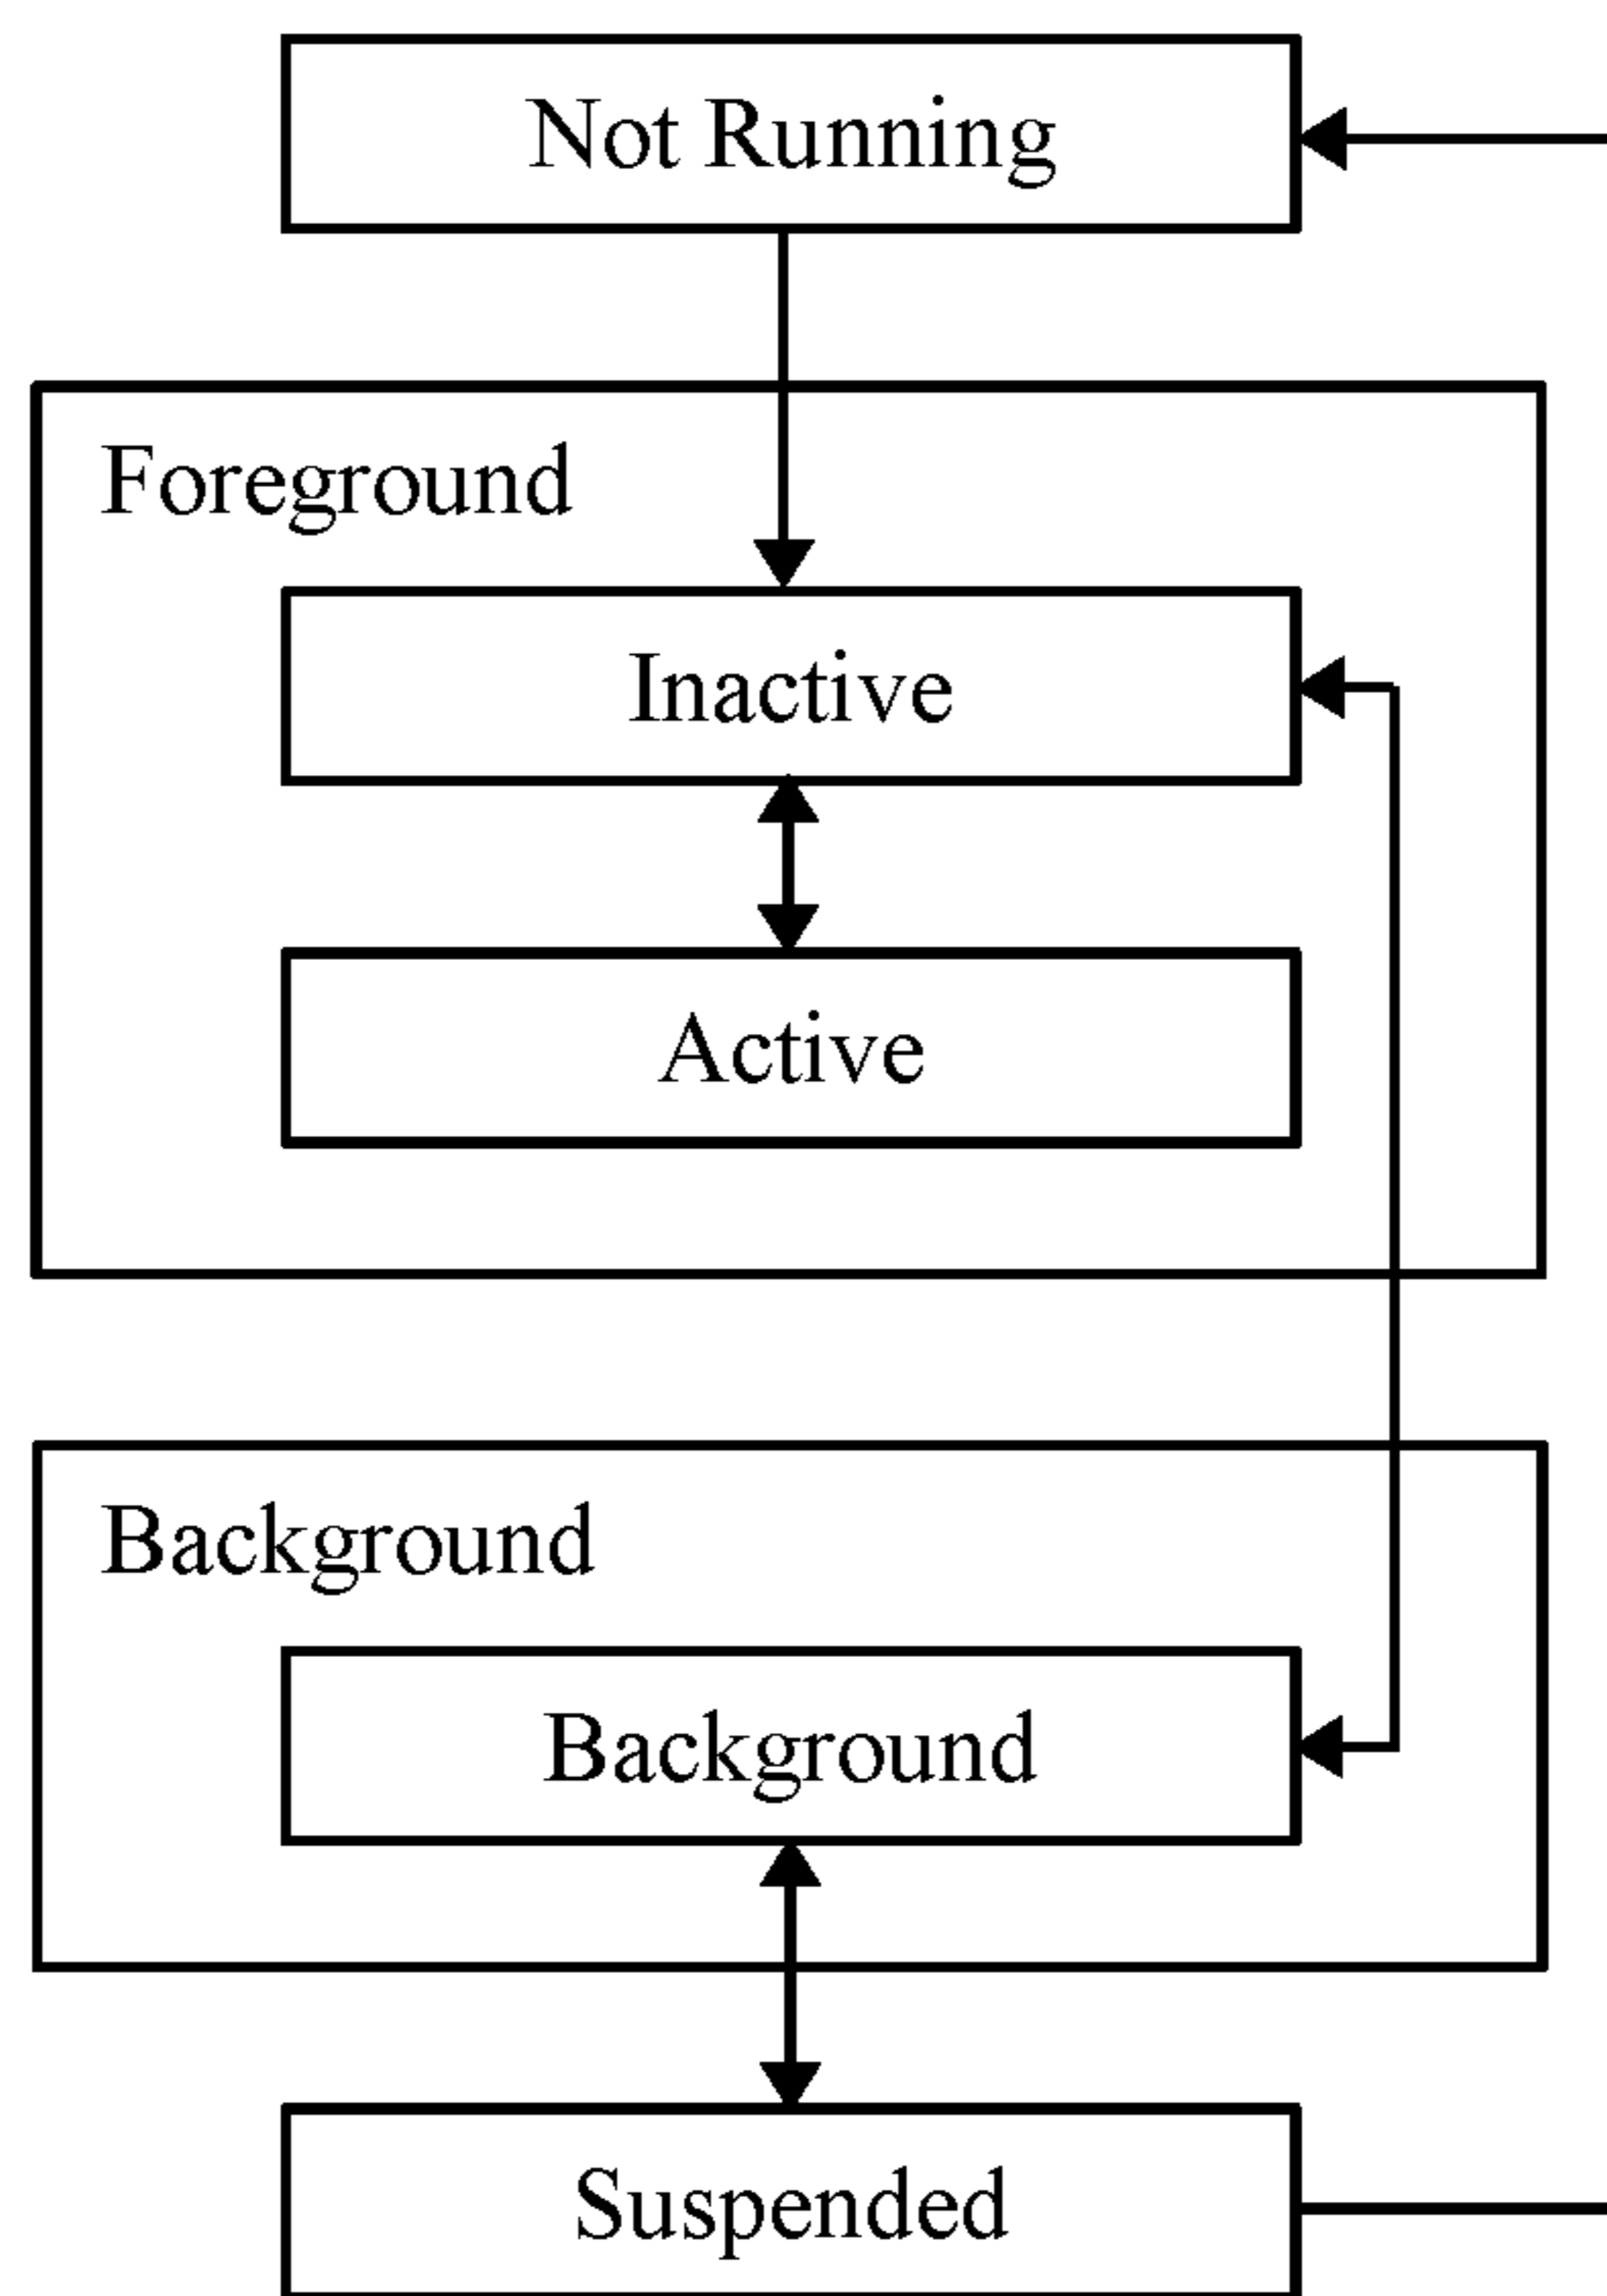 Not Running
Foreground
Inactive
Active
Background
Background
Suspended